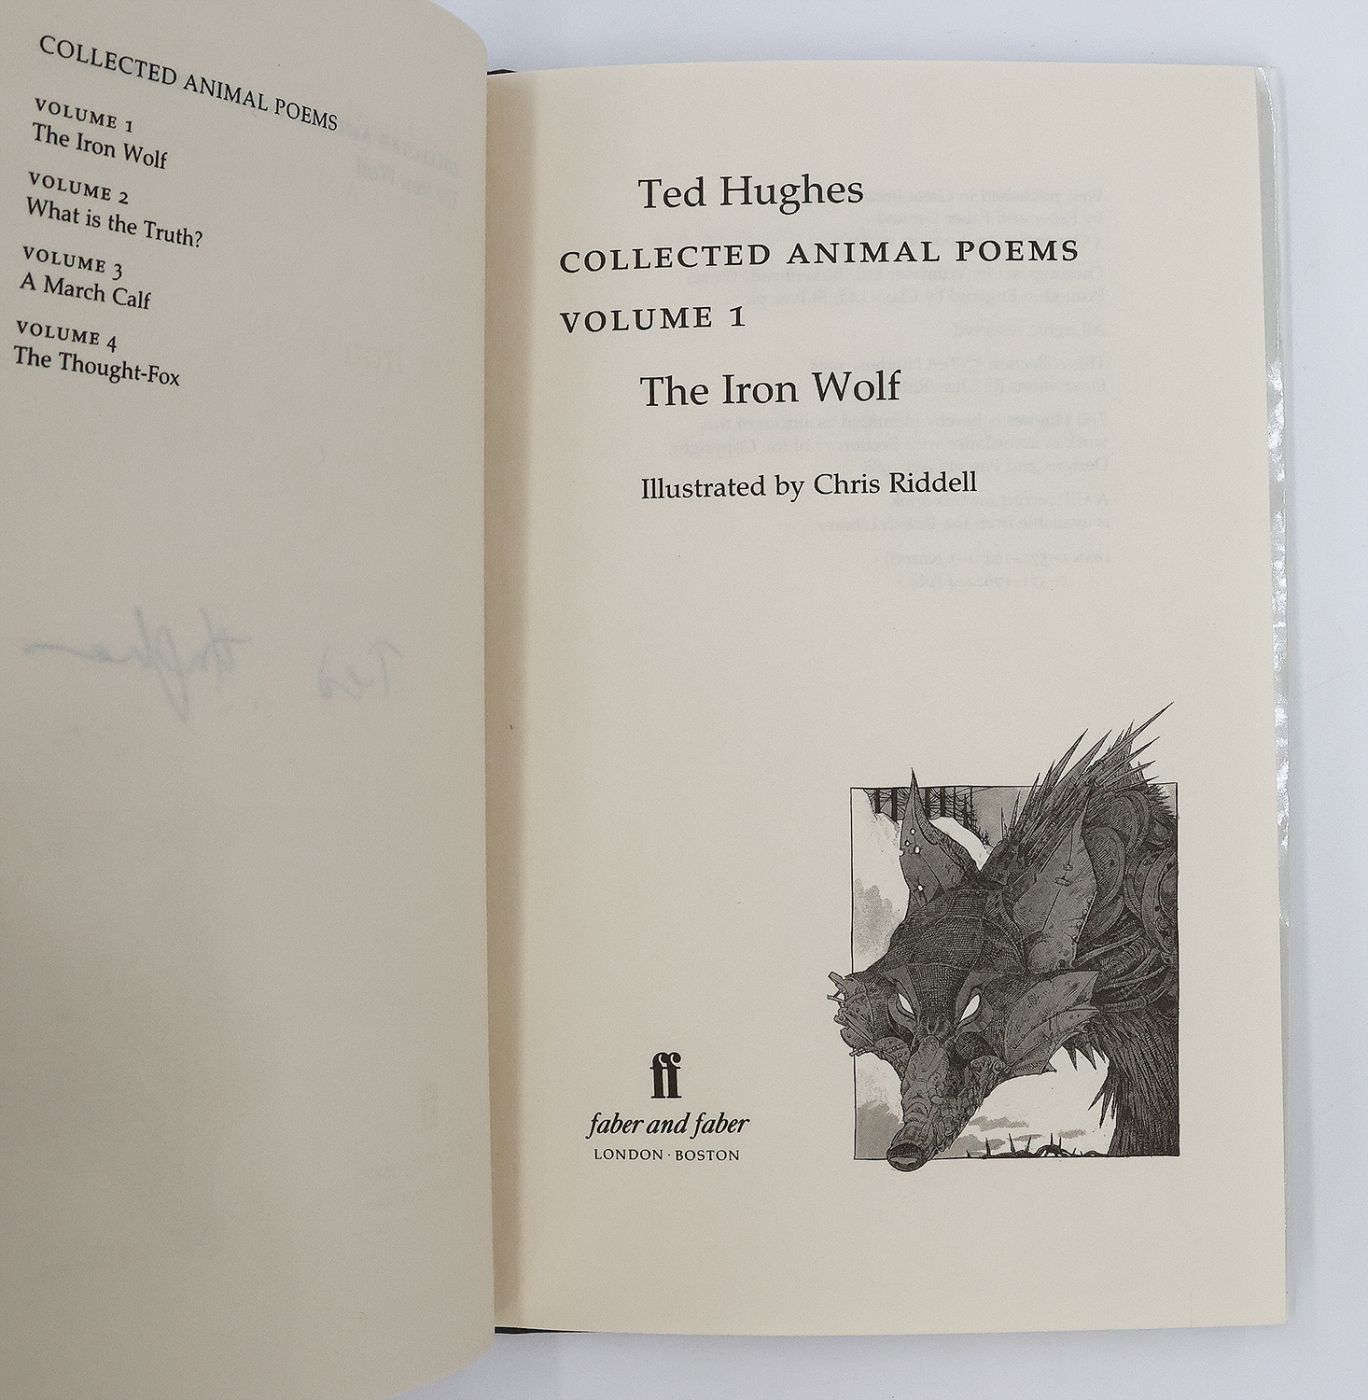 COLLECTED ANIMAL POEMS
VOLUME 1
The Iron Wolf
VOLUME 2
What is the Truth?
VOLUME 3
A March Calf
VOLUME 4
The Thought-Fox
Ted Hughes
Ted Hughes
COLLECTED ANIMAL POEMS
VOLUME 1
The Iron Wolf
Illustrated by Chris Riddell
ff
faber and faber
LONDON · BOSTON